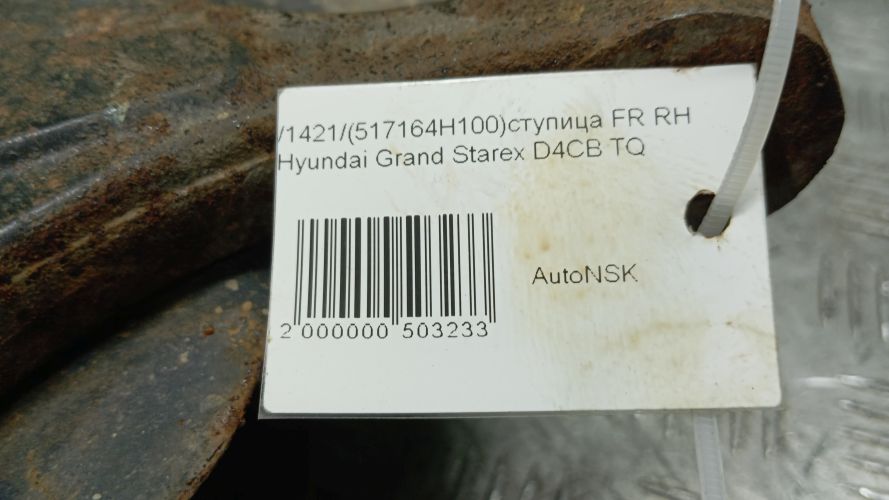 /1421/(517164H100)ступица FR RH
Hyundai Grand Starex D4CB TQ
AutoNSK
2 000000 503233